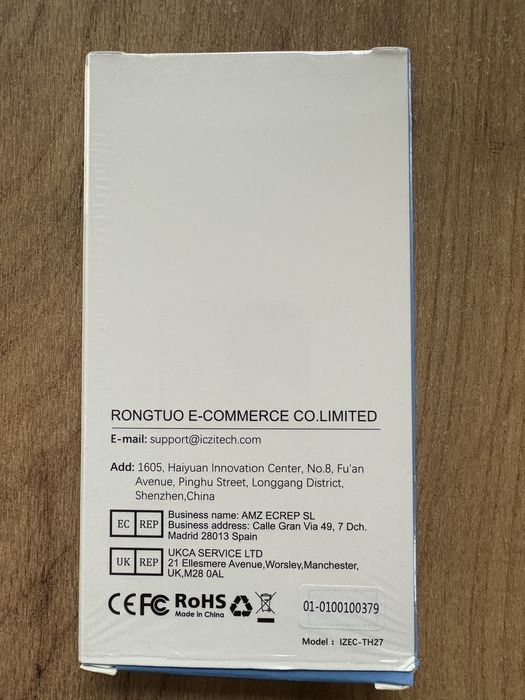 RONGTUO E-COMMERCE CO.LIMITED
E-mail: support@iczitech.com
Add: 1605, Haiyuan Innovation Center, No.8, Fu'an
Avenue, Pinghu Street, Longgang District,
Shenzhen,China
EC REP
Business name: AMZ ECREP SL
Business address: Calle Gran Via 49, 7 Dch.
Madrid 28013 Spain
UK REP
UKCA SERVICE LTD
21 Ellesmere Avenue,Worsley,Manchester,
UK,M28 0AL
CE FC RoHS
Made in China
01-0100100379
Model : IZEC-TH27